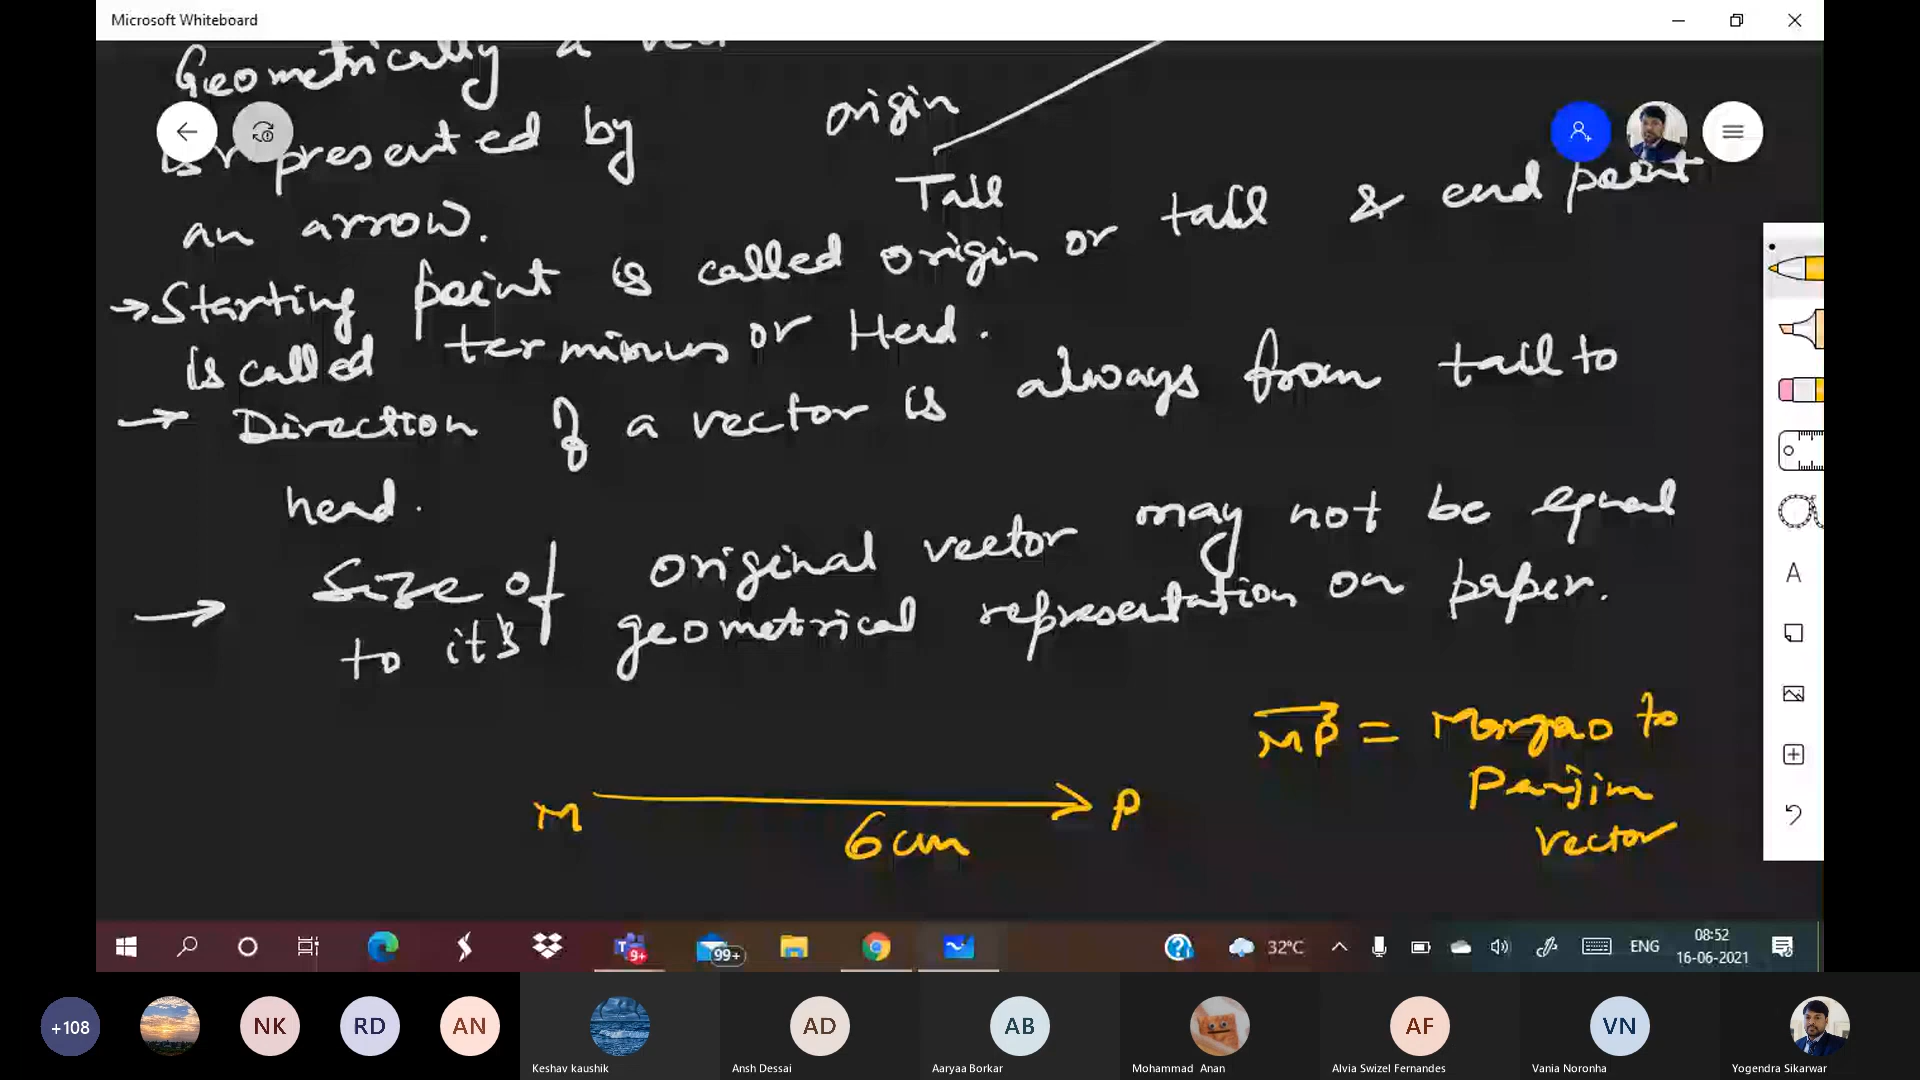 Microsoft Whiteboard
Geometrically a vec
is represented by
an arrow.
origin
Tail
→ Starting point is called origin or tail & end point
is called terminus or Head.
→ Direction of a vector is always from tail to
head.
→ Size of original vector may not be equal
to it's geometrical representation on paper.
MP = Margao to
Panjim
vector
M P
6cm
A
9+
99+
32°C
ENG
08:52
16-06-2021
+108
NK
RD
AN
AD
AB
AF
VN
Keshav kaushik
Ansh Dessai
Aaryaa Borkar
Mohammad Anan
Alvia Swizel Fernandes
Vania Noronha
Yogendra Sikarwar